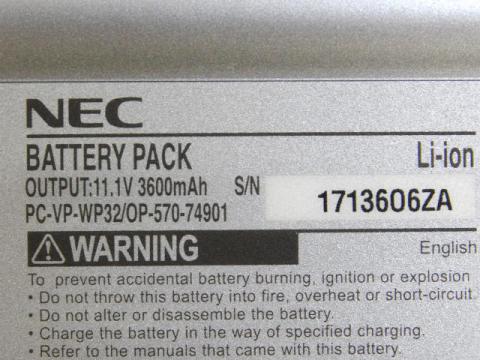 NEC
BATTERY PACK Li-ion
OUTPUT:11.1V 3600mAh S/N 1713606ZA
PC-VP-WP32/OP-570-74901
WARNING English
To prevent accidental battery burning, ignition or explosion
• Do not throw this battery into fire, overheat or short-circuit
• Do not alter or disassemble the battery.
• Charge the battery in the way of specified charging.
• Refer to the manuals that came with this battery.